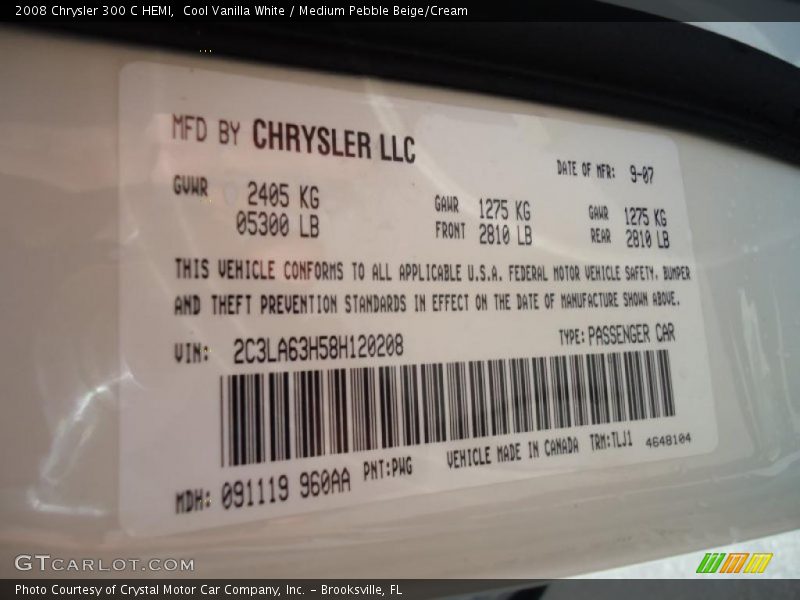 2008 Chrysler 300 C HEMI,  Cool Vanilla White / Medium Pebble Beige/Cream
MFD BY CHRYSLER LLC
DATE OF MFR: 9-07
GVWR 2405 KG GAWR 1275 KG GAWR 1275 KG
05300 LB FRONT 2810 LB REAR 2810 LB
THIS VEHICLE CONFORMS TO ALL APPLICABLE U.S.A. FEDERAL MOTOR VEHICLE SAFETY, BUMPER
AND THEFT PREVENTION STANDARDS IN EFFECT ON THE DATE OF MANUFACTURE SHOWN ABOVE.
VIN: 2C3LA63H58H120208 TYPE: PASSENGER CAR
MDH: 091119 960AA PNT:PWG VEHICLE MADE IN CANADA TRM:TLJ1 4648104
GTCARLOT.COM
Photo Courtesy of Crystal Motor Car Company, Inc. – Brooksville, FL